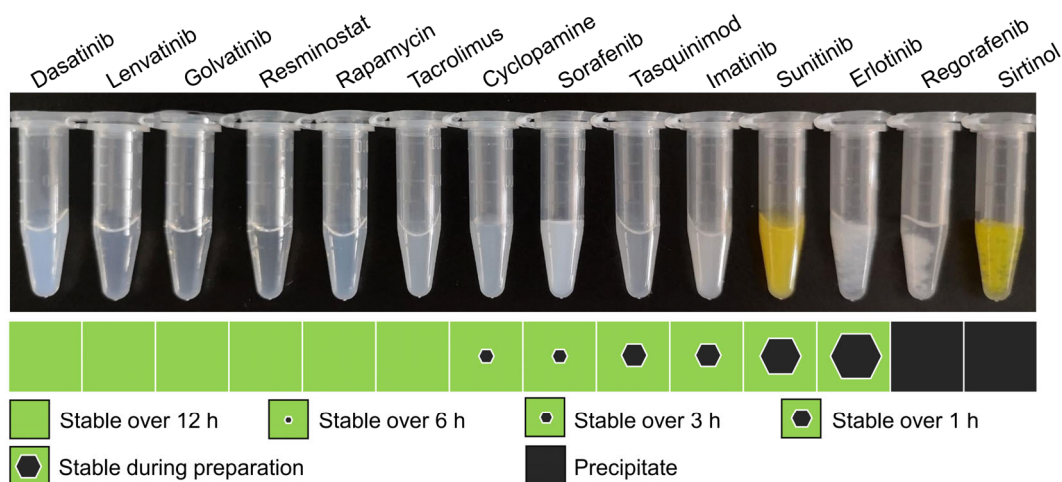 Dasatinib
Lenvatinib
Golvatinib
Resminostat
Rapamycin
Tacrolimus
Cyclopamine
Sorafenib
Tasquinimod
Imatinib
Sunitinib
Erlotinib
Regorafenib
Sirtinol
Stable over 12 h
Stable over 6 h
Stable over 3 h
Stable over 1 h
Stable during preparation
Precipitate